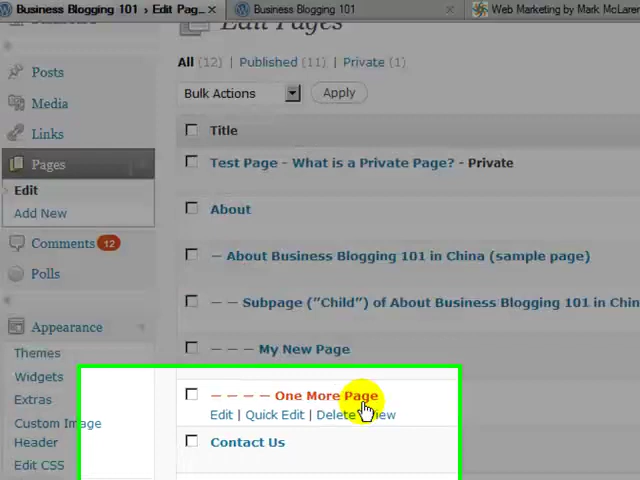 Business Blogging 101 › Edit Pag...
Business Blogging 101
Web Marketing by Mark McLaren
Edit Pages
All (12) | Published (11) | Private (1)
Bulk Actions
Apply
Posts
Media
Links
Pages
Edit
Add New
Comments 12
Polls
Appearance
Themes
Widgets
Extras
Custom Image
Header
Edit CSS
Title
Test Page - What is a Private Page? - Private
About
— About Business Blogging 101 in China (sample page)
— — Subpage ("Child") of About Business Blogging 101 in Chin
— — — My New Page
— — — — One More Page
Edit | Quick Edit | Delete
Contact Us